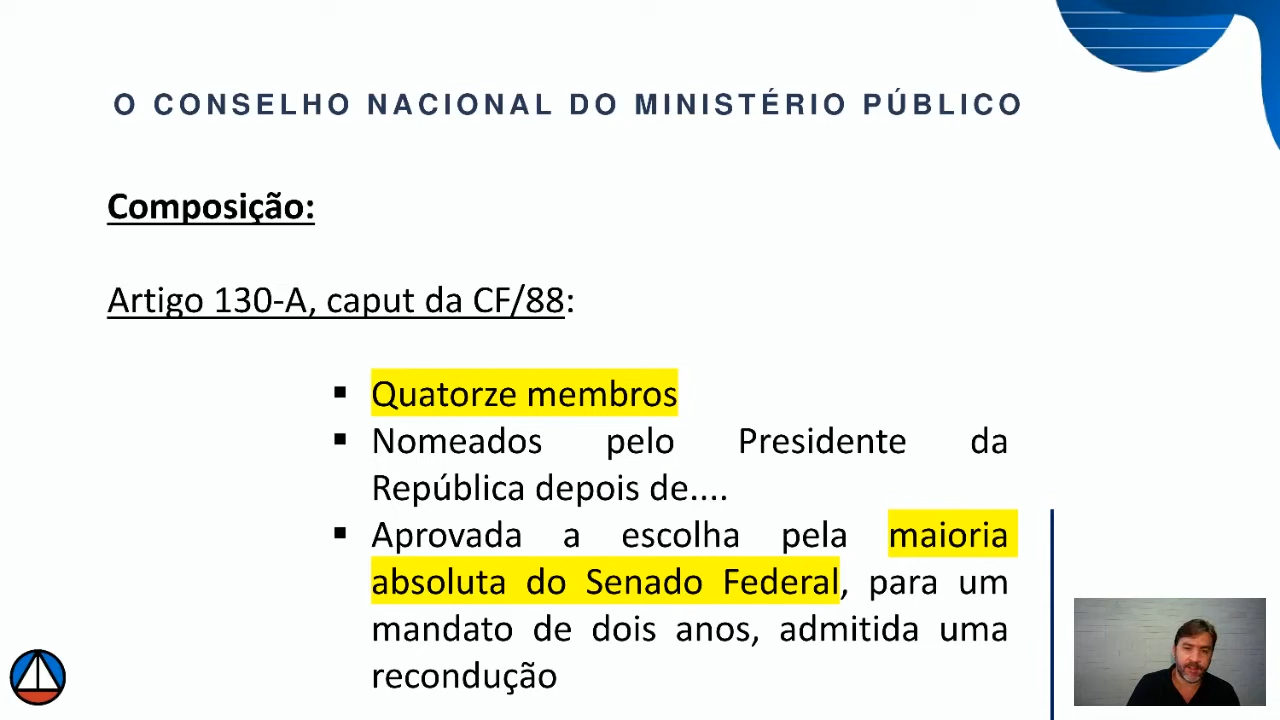 O CONSELHO NACIONAL DO MINISTÉRIO PÚBLICO
Composição:
Artigo 130-A, caput da CF/88:
▪ Quatorze membros
▪ Nomeados pelo Presidente da
República depois de....
▪ Aprovada a escolha pela maioria
absoluta do Senado Federal, para um
mandato de dois anos, admitida uma
recondução